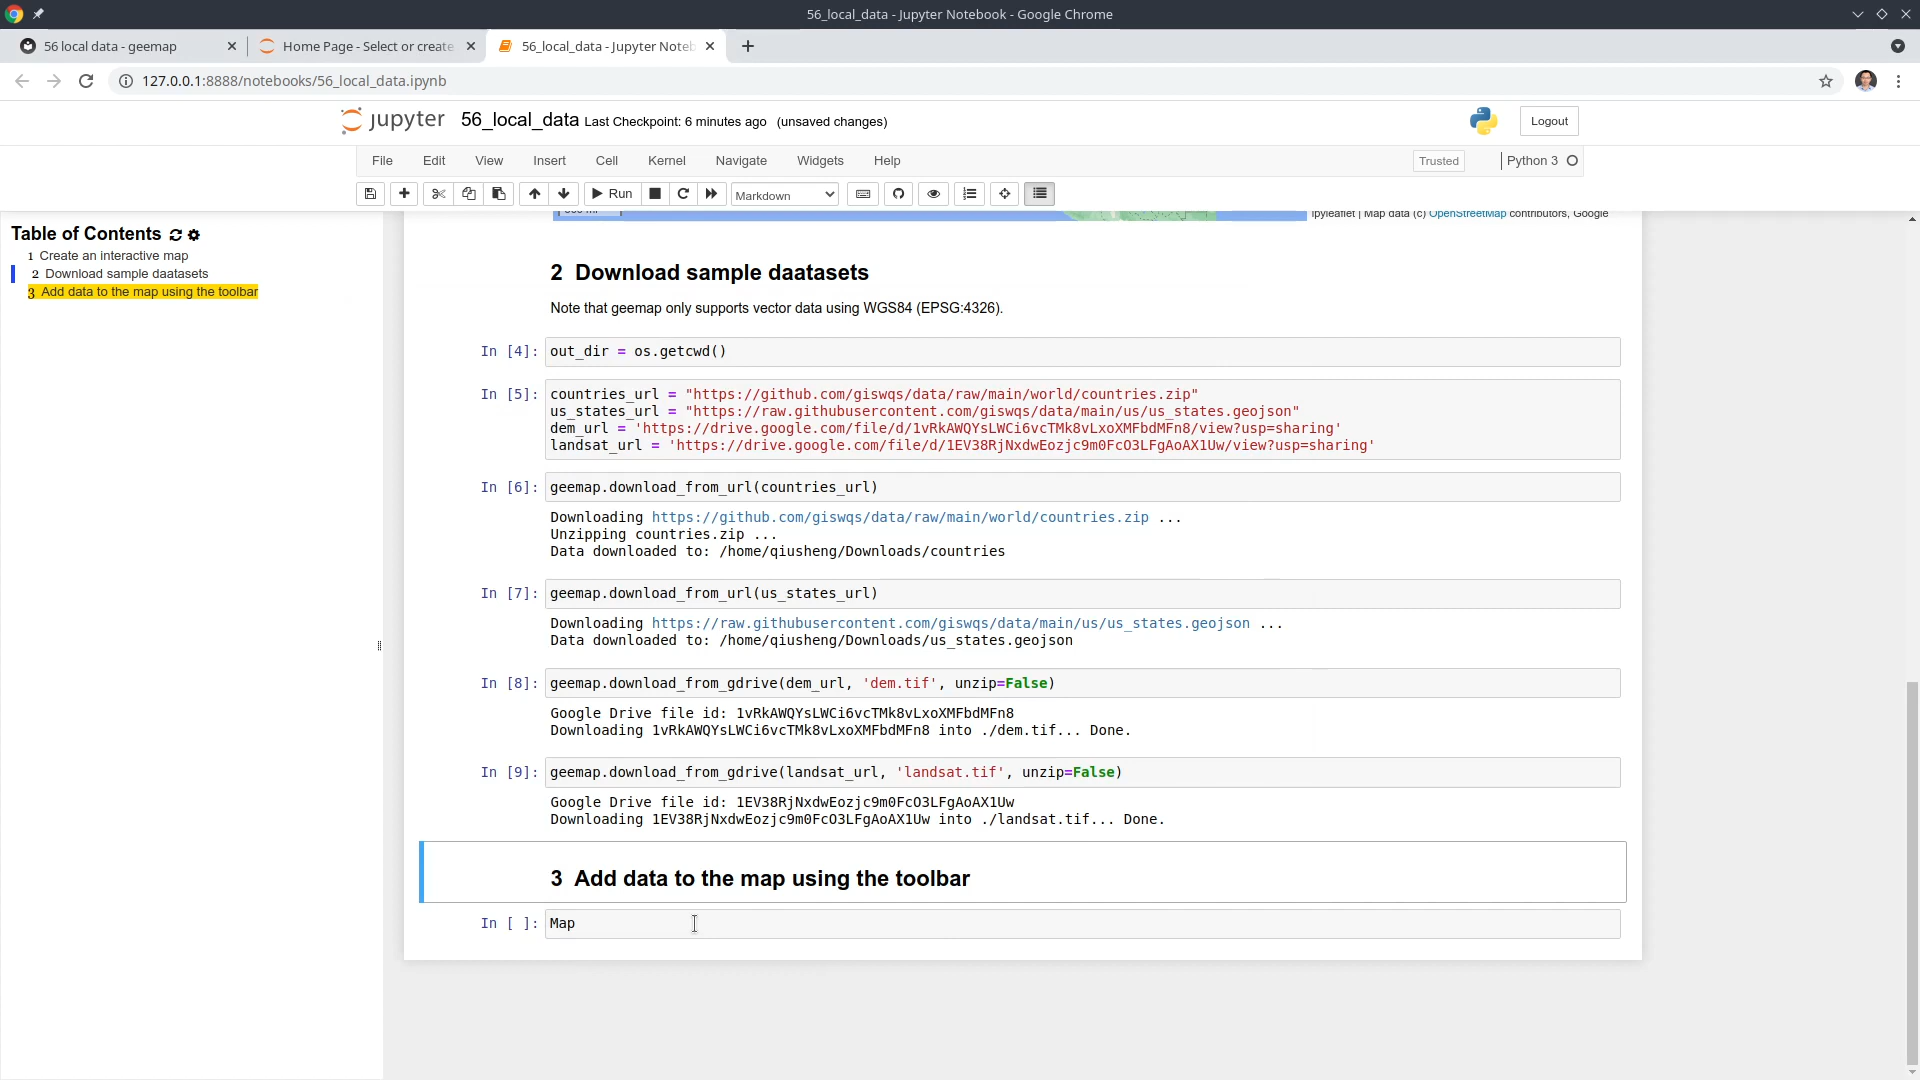 56_local_data - Jupyter Notebook - Google Chrome
56 local data - geemap
Home Page - Select or create
56_local_data - Jupyter Noteb
127.0.0.1:8888/notebooks/56_local_data.ipynb
jupyter 56_local_data Last Checkpoint: 6 minutes ago (unsaved changes)
Logout
File Edit View Insert Cell Kernel Navigate Widgets Help
Trusted Python 3
Run Markdown
ipyleaflet | Map data (c) OpenStreetMap contributors, Google
Table of Contents
1 Create an interactive map
2 Download sample daatasets
3 Add data to the map using the toolbar
2 Download sample daatasets
Note that geemap only supports vector data using WGS84 (EPSG:4326).
In [4]: out_dir = os.getcwd()
In [5]: countries_url = "https://github.com/giswqs/data/raw/main/world/countries.zip"
us_states_url = "https://raw.githubusercontent.com/giswqs/data/main/us/us_states.geojson"
dem_url = 'https://drive.google.com/file/d/1vRkAWQYsLWCi6vcTMk8vLxoXMFbdMFn8/view?usp=sharing'
landsat_url = 'https://drive.google.com/file/d/1EV38RjNxdwEozjc9m0FcO3LFgAoAX1Uw/view?usp=sharing'
In [6]: geemap.download_from_url(countries_url)
Downloading https://github.com/giswqs/data/raw/main/world/countries.zip ...
Unzipping countries.zip ...
Data downloaded to: /home/qiusheng/Downloads/countries
In [7]: geemap.download_from_url(us_states_url)
Downloading https://raw.githubusercontent.com/giswqs/data/main/us/us_states.geojson ...
Data downloaded to: /home/qiusheng/Downloads/us_states.geojson
In [8]: geemap.download_from_gdrive(dem_url, 'dem.tif', unzip=False)
Google Drive file id: 1vRkAWQYsLWCi6vcTMk8vLxoXMFbdMFn8
Downloading 1vRkAWQYsLWCi6vcTMk8vLxoXMFbdMFn8 into ./dem.tif... Done.
In [9]: geemap.download_from_gdrive(landsat_url, 'landsat.tif', unzip=False)
Google Drive file id: 1EV38RjNxdwEozjc9m0FcO3LFgAoAX1Uw
Downloading 1EV38RjNxdwEozjc9m0FcO3LFgAoAX1Uw into ./landsat.tif... Done.
3 Add data to the map using the toolbar
In [ ]: Map